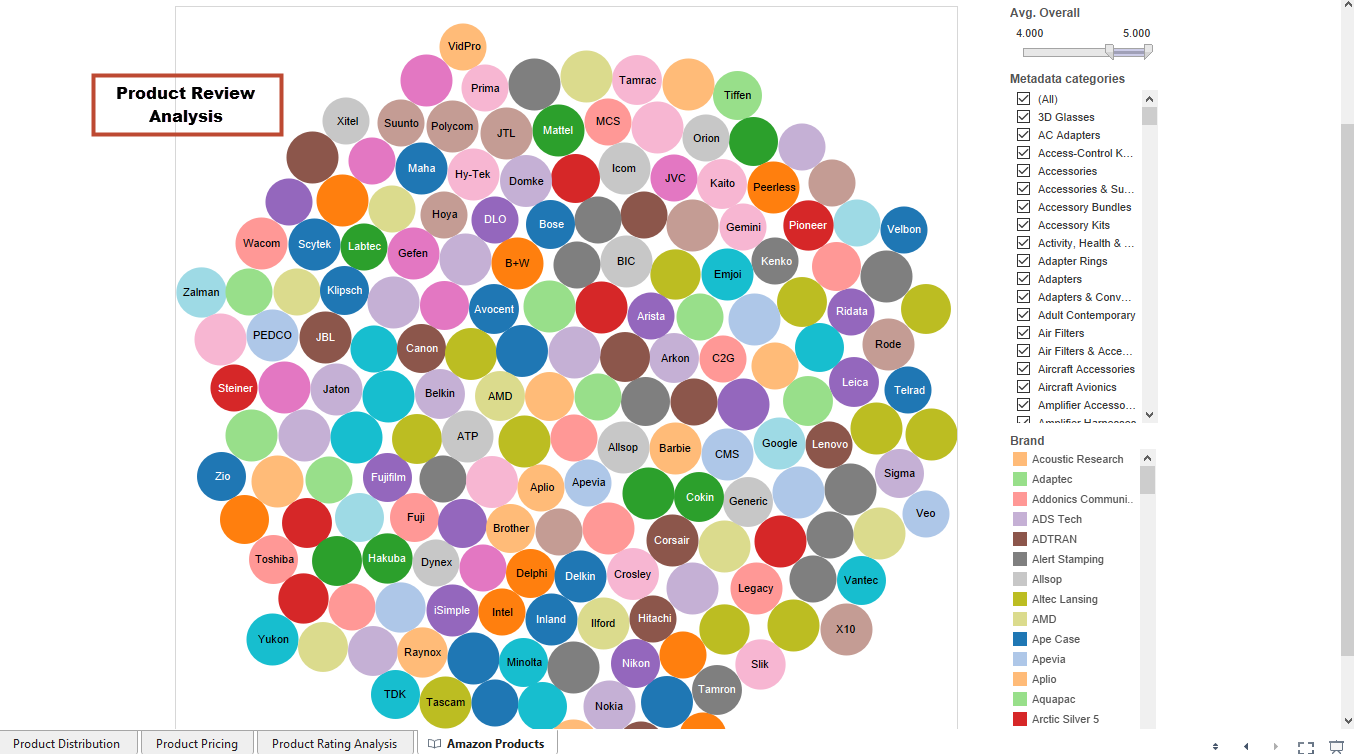 Product Review
Analysis
VidPro
Prima
Tamrac
Tiffen
Xitel
Suunto
Polycom
JTL
Mattel
MCS
Orion
Maha
Hy-Tek
Domke
Icom
JVC
Kaito
Peerless
Hoya
DLO
Bose
Gemini
Pioneer
Velbon
Wacom
Scytek
Labtec
Gefen
B+W
BIC
Emjoi
Kenko
Zalman
Klipsch
Avocent
Arista
Ridata
PEDCO
JBL
Canon
Arkon
C2G
Rode
Steiner
Jaton
Belkin
AMD
Leica
Telrad
ATP
Allsop
Barbie
CMS
Google
Lenovo
Zio
Fujifilm
Aplio
Apevia
Cokin
Generic
Sigma
Fuji
Brother
Corsair
Veo
Toshiba
Hakuba
Dynex
Delphi
Delkin
Crosley
Legacy
Vantec
iSimple
Intel
Inland
Ilford
Hitachi
X10
Yukon
Raynox
Minolta
Nikon
Slik
TDK
Tascam
Nokia
Tamron
Avg. Overall
4.000 5.000
Metadata categories
(All)
3D Glasses
AC Adapters
Access-Control K...
Accessories
Accessories & Su...
Accessory Bundles
Accessory Kits
Activity, Health & ...
Adapter Rings
Adapters
Adapters & Conv...
Adult Contemporary
Air Filters
Air Filters & Acce...
Aircraft Accessories
Aircraft Avionics
Amplifier Accesso...
Amplifier Harnesses
Brand
Acoustic Research
Adaptec
Addonics Communi..
ADS Tech
ADTRAN
Alert Stamping
Allsop
Altec Lansing
AMD
Ape Case
Apevia
Aplio
Aquapac
Arctic Silver 5
Product Distribution
Product Pricing
Product Rating Analysis
Amazon Products